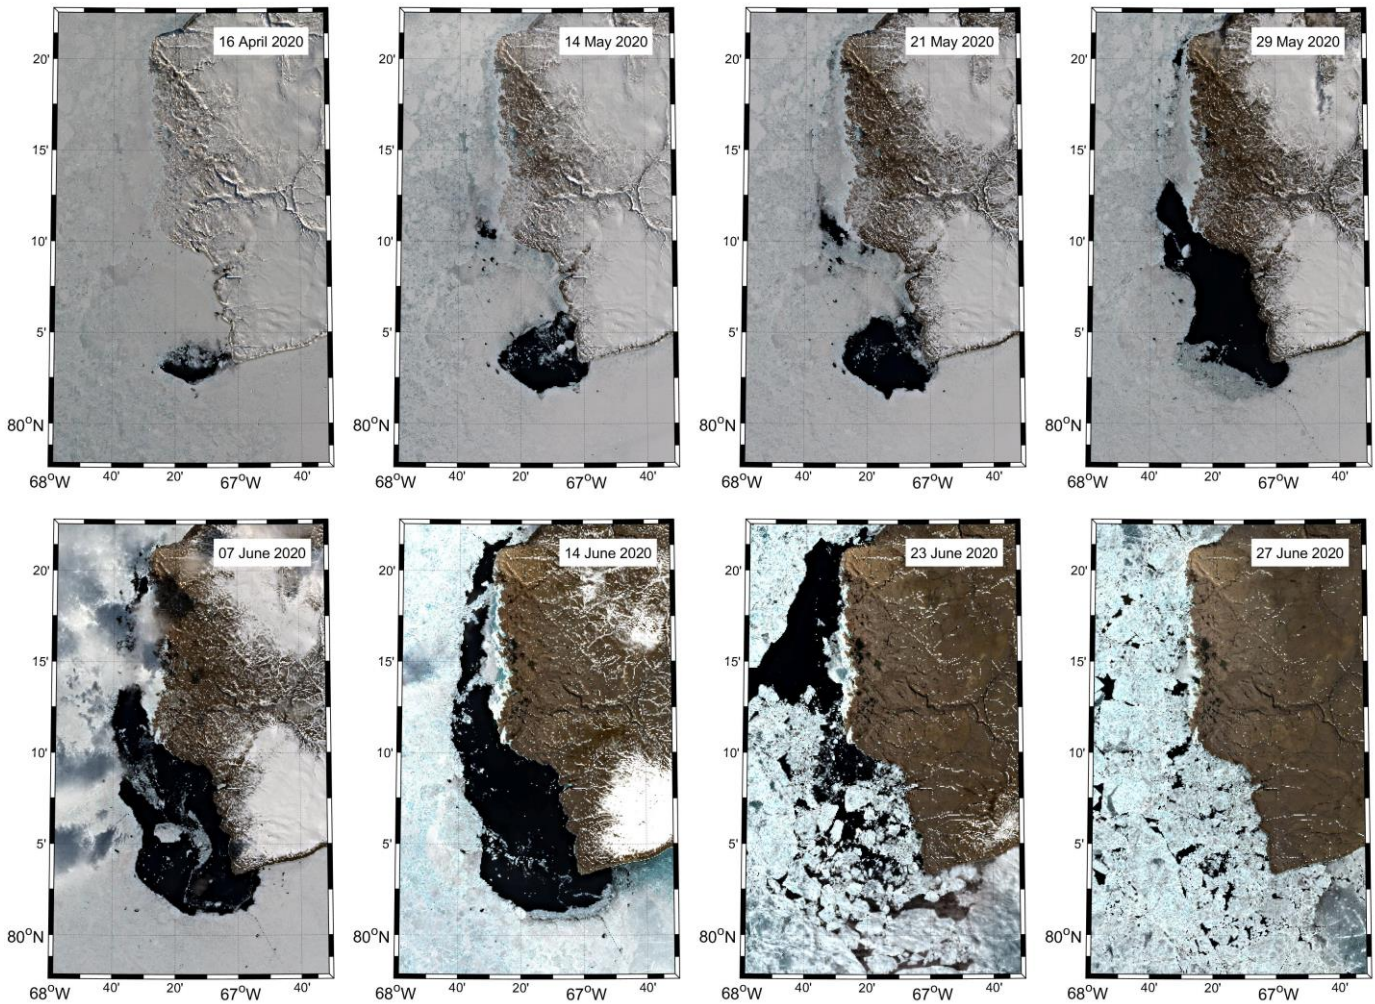 16 April 2020
14 May 2020
21 May 2020
29 May 2020
20'
20'
20'
20'
15'
15'
15'
15'
10'
10'
10'
10'
5'
5'
5'
5'
80°N
80°N
80°N
80°N
68°W 40' 20' 67°W 40'
68°W 40' 20' 67°W 40'
68°W 40' 20' 67°W 40'
68°W 40' 20' 67°W 40'
07 June 2020
14 June 2020
23 June 2020
27 June 2020
20'
20'
20'
20'
15'
15'
15'
15'
10'
10'
10'
10'
5'
5'
5'
5'
80°N
80°N
80°N
80°N
68°W 40' 20' 67°W 40'
68°W 40' 20' 67°W 40'
68°W 40' 20' 67°W 40'
68°W 40' 20' 67°W 40'